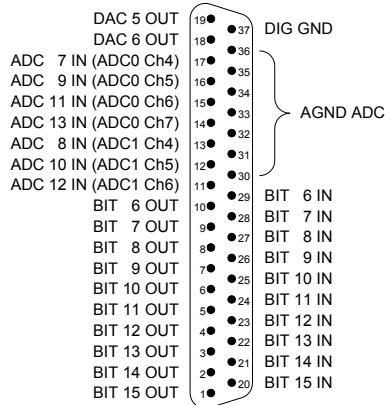 DAC 5 OUT 19
37 DIG GND
DAC 6 OUT 18
36
ADC 7 IN (ADC0 Ch4) 17
35
ADC 9 IN (ADC0 Ch5) 16
34
ADC 11 IN (ADC0 Ch6) 15
33 AGND ADC
ADC 13 IN (ADC0 Ch7) 14
32
ADC 8 IN (ADC1 Ch4) 13
31
ADC 10 IN (ADC1 Ch5) 12
30
ADC 12 IN (ADC1 Ch6) 11
29 BIT 6 IN
BIT 6 OUT 10
28 BIT 7 IN
BIT 7 OUT 9
27 BIT 8 IN
BIT 8 OUT 8
26 BIT 9 IN
BIT 9 OUT 7
25 BIT 10 IN
BIT 10 OUT 6
24 BIT 11 IN
BIT 11 OUT 5
23 BIT 12 IN
BIT 12 OUT 4
22 BIT 13 IN
BIT 13 OUT 3
21 BIT 14 IN
BIT 14 OUT 2
20 BIT 15 IN
BIT 15 OUT 1